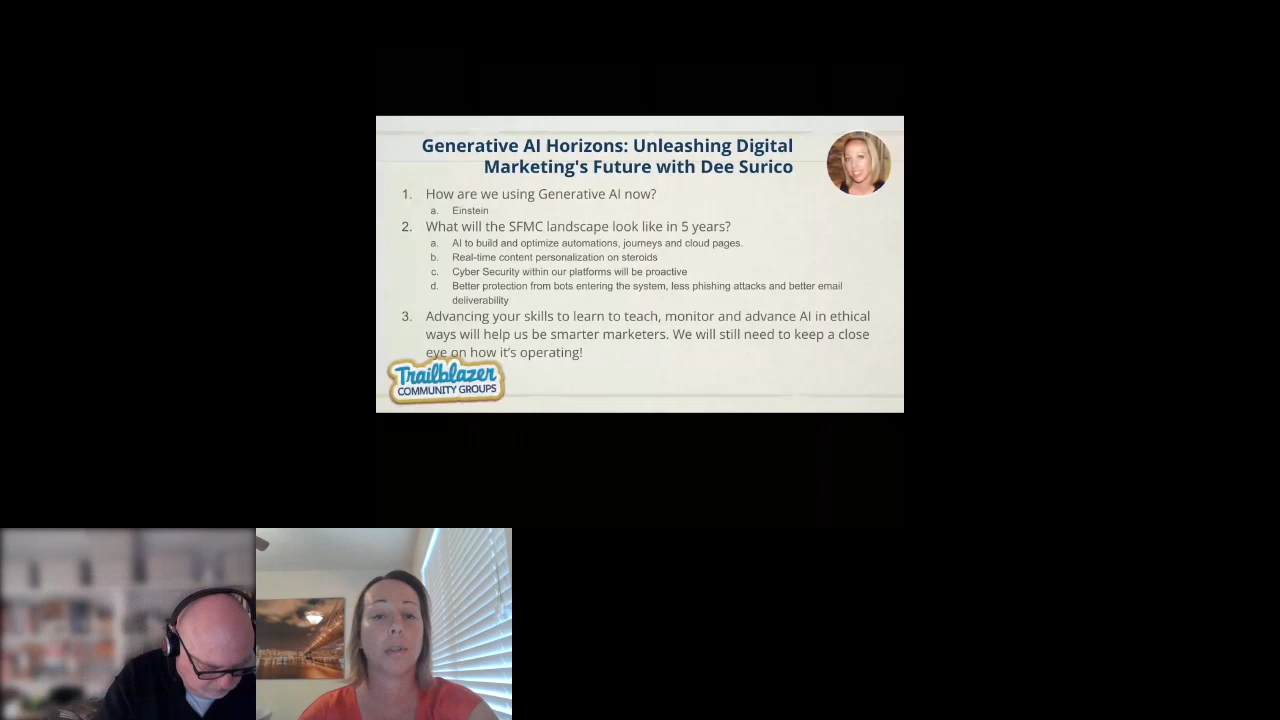 Generative AI Horizons: Unleashing Digital
Marketing's Future with Dee Surico
1. How are we using Generative AI now?
a. Einstein
2. What will the SFMC landscape look like in 5 years?
a. AI to build and optimize automations, journeys and cloud pages.
b. Real-time content personalization on steroids
c. Cyber Security within our platforms will be proactive
d. Better protection from bots entering the system, less phishing attacks and better email
deliverability
3. Advancing your skills to learn to teach, monitor and advance AI in ethical
ways will help us be smarter marketers. We will still need to keep a close
eye on how it's operating!
Trailblazer
COMMUNITY GROUPS